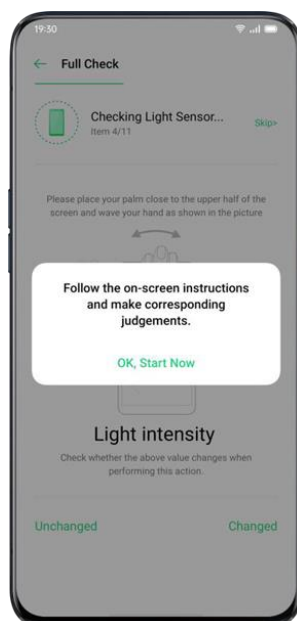 19:30
← Full Check
Checking Light Sensor...
Skip>
Item 4/11
Please place your palm close to the upper half of the
screen and wave your hand as shown in the picture
Follow the on-screen instructions
and make corresponding
judgements.
OK, Start Now
Light intensity
Check whether the above value changes when
performing this action.
Unchanged
Changed